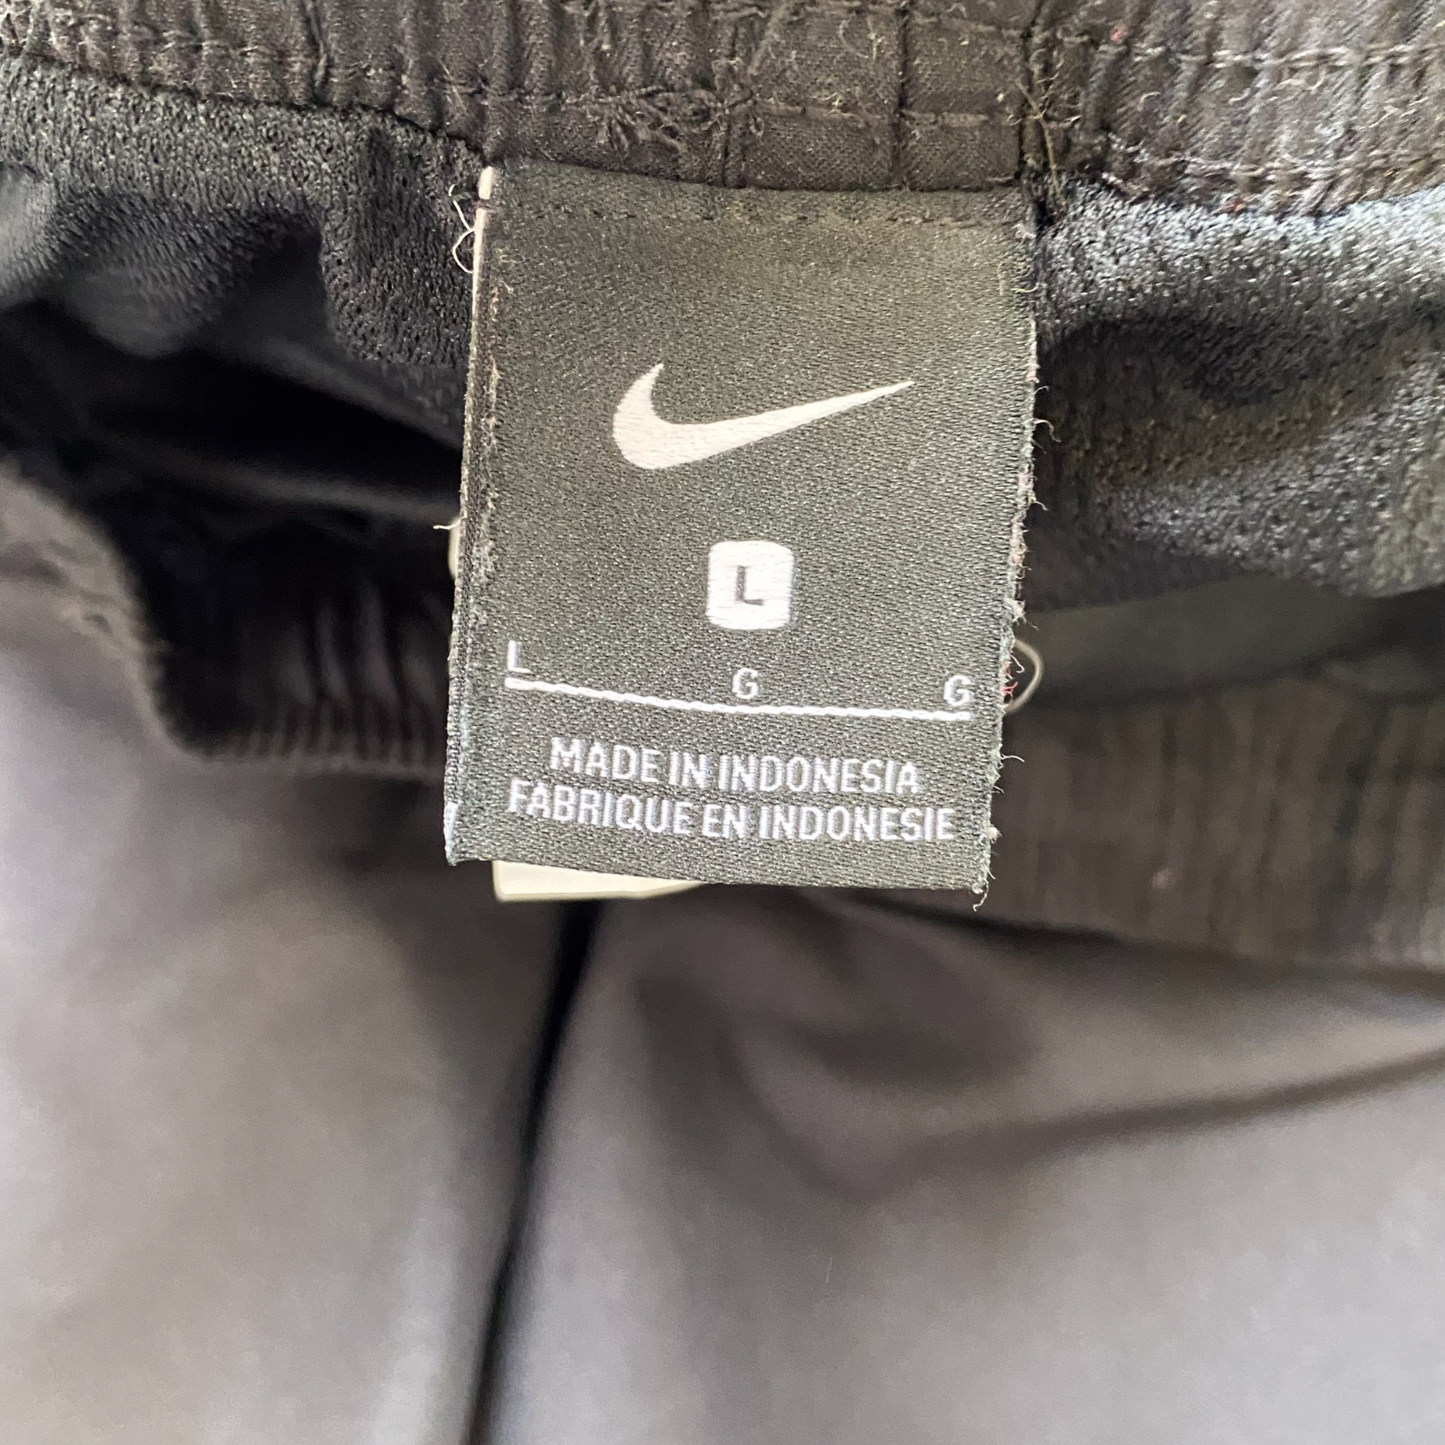 L
L G G
MADE IN INDONESIA
FABRIQUE EN INDONESIE